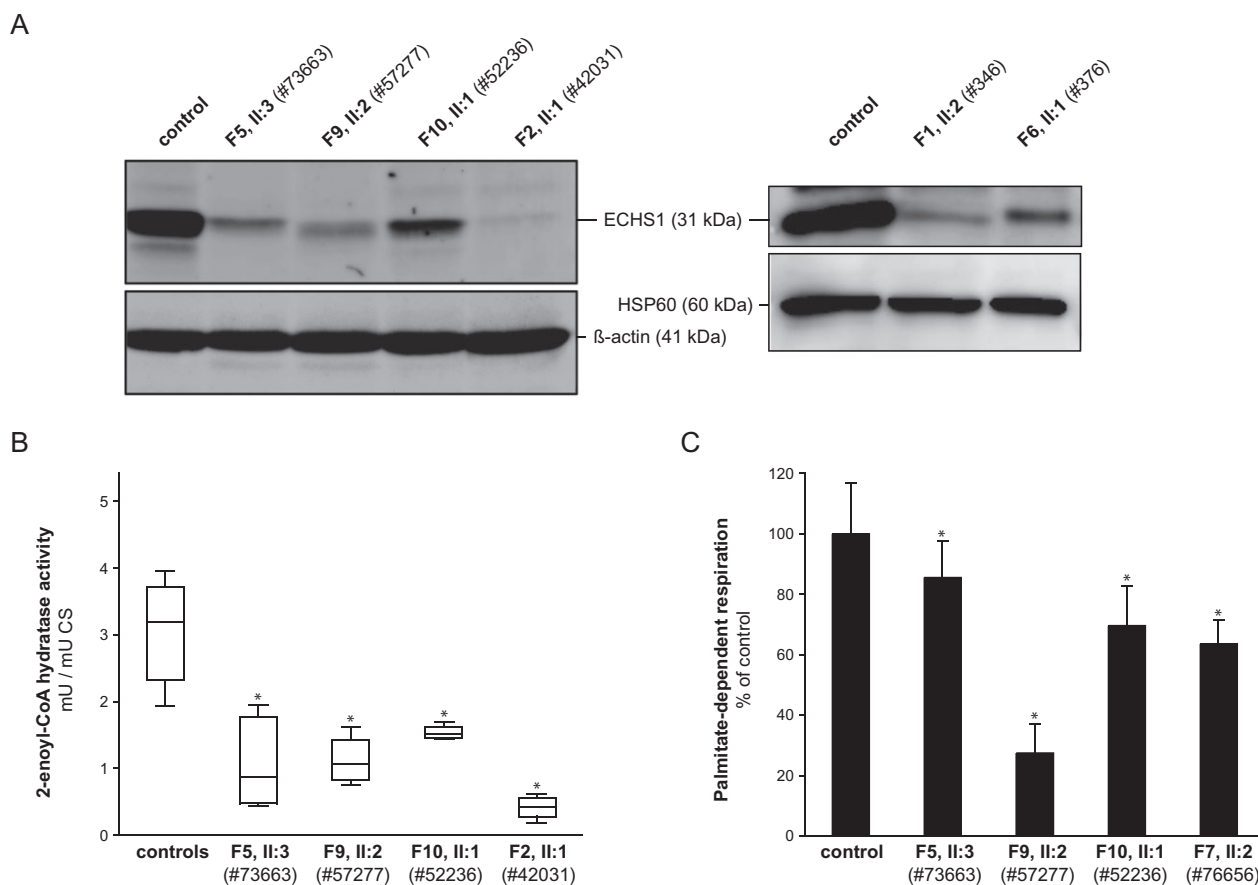 A
control
F5, II:3 (#73663)
F9, II:2 (#57277)
F10, II:1 (#52236)
F2, II:1 (#42031)
control
F1, II:2 (#346)
F6, II:1 (#376)
ECHS1 (31 kDa)
HSP60 (60 kDa)
ß-actin (41 kDa)
B
2-enoyl-CoA hydratase activity
mU / mU CS
5
4
3
2
1
0
*
*
*
*
controls
F5, II:3
(#73663)
F9, II:2
(#57277)
F10, II:1
(#52236)
F2, II:1
(#42031)
C
Palmitate-dependent respiration
% of control
120
100
80
60
40
20
0
*
*
*
*
control
F5, II:3
(#73663)
F9, II:2
(#57277)
F10, II:1
(#52236)
F7, II:2
(#76656)